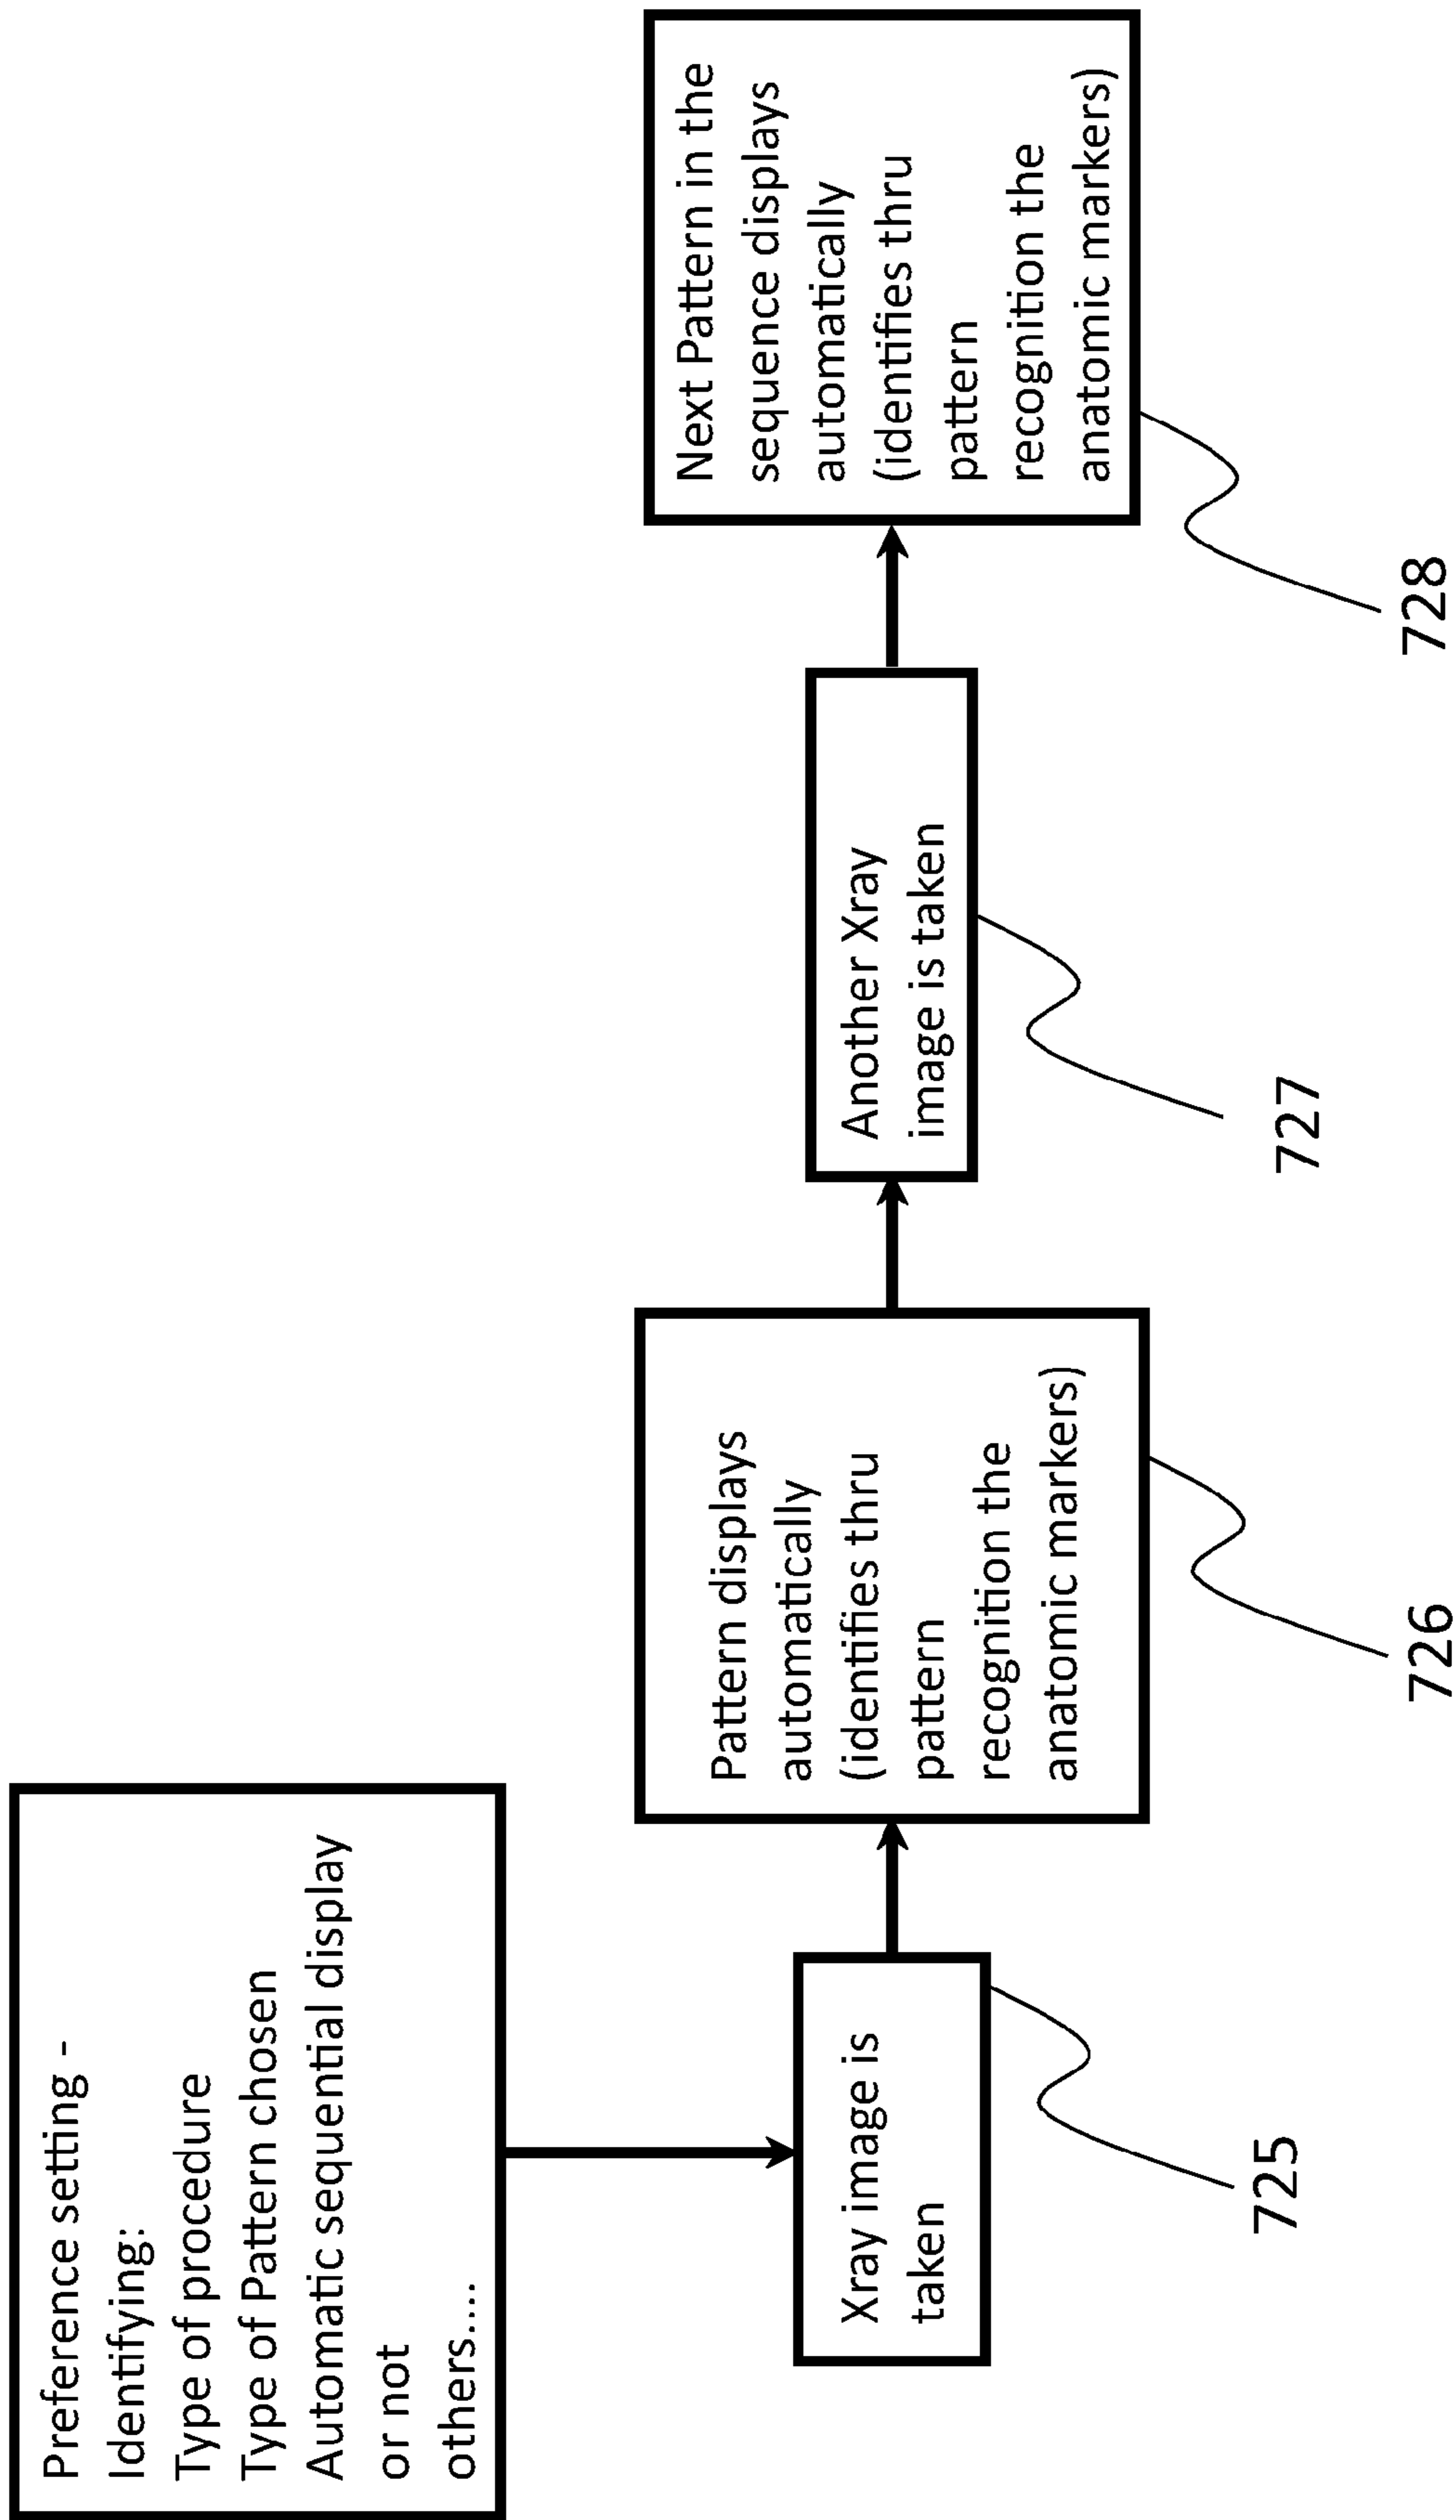 Preference setting -
Identifying:
Type of procedure
Type of Pattern chosen
Automatic sequential display
or not
others....
Xray image is
taken
725
Pattern displays
automatically
(identifies thru
pattern
recognition the
anatomic markers)
726
Another Xray
image is taken
727
Next Pattern in the
sequence displays
automatically
(identifies thru
pattern
recognition the
anatomic markers)
728